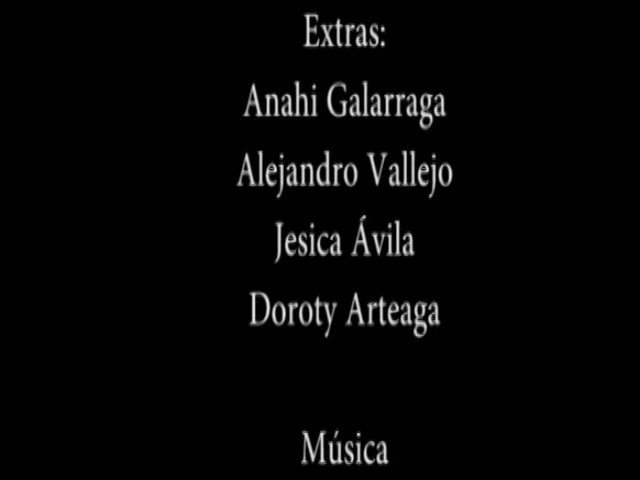 Extras:
Anahi Galarraga
Alejandro Vallejo
Jesica Ávila
Doroty Arteaga
Música